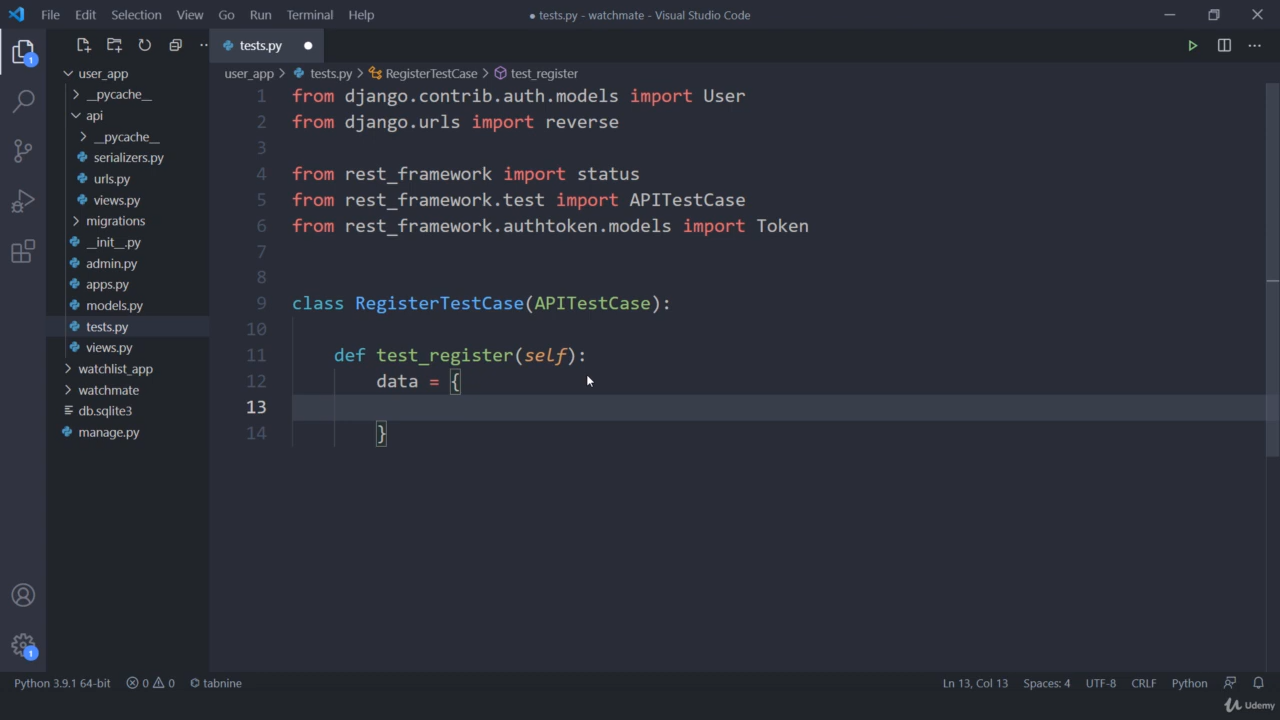 File Edit Selection View Go Run Terminal Help
● tests.py - watchmate - Visual Studio Code
1
tests.py
user_app > tests.py > RegisterTestCase > test_register
user_app
__pycache__
api
__pycache__
serializers.py
urls.py
views.py
migrations
__init__.py
admin.py
apps.py
models.py
tests.py
views.py
watchlist_app
watchmate
db.sqlite3
manage.py
1 from django.contrib.auth.models import User
2 from django.urls import reverse
3
4 from rest_framework import status
5 from rest_framework.test import APITestCase
6 from rest_framework.authtoken.models import Token
7
8
9 class RegisterTestCase(APITestCase):
10
11 def test_register(self):
12 data = {
13
14 }
1
Python 3.9.1 64-bit 0 0 tabnine Ln 13, Col 13 Spaces: 4 UTF-8 CRLF Python
Udemy